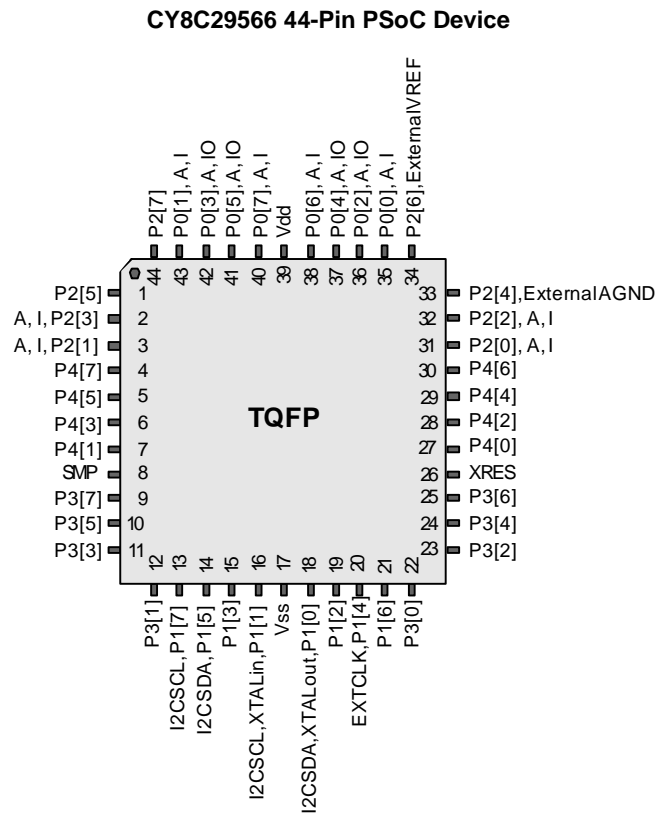 CY8C29566 44-Pin PSoC Device
P2[7]
P0[1], A, I
P0[3], A, IO
P0[5], A, IO
P0[7], A, I
Vdd
P0[6], A, I
P0[4], A, IO
P0[2], A, IO
P0[0], A, I
P2[6], External VREF
44
43
42
41
40
39
38
37
36
35
34
P2[5] 1
A, I, P2[3] 2
A, I, P2[1] 3
P4[7] 4
P4[5] 5
P4[3] 6
P4[1] 7
SMP 8
P3[7] 9
P3[5] 10
P3[3] 11
TQFP
33 P2[4], External AGND
32 P2[2], A, I
31 P2[0], A, I
30 P4[6]
29 P4[4]
28 P4[2]
27 P4[0]
26 XRES
25 P3[6]
24 P3[4]
23 P3[2]
12
13
14
15
16
17
18
19
20
21
22
P3[1]
I2CSCL, P1[7]
I2CSDA, P1[5]
P1[3]
I2CSCL, XTALin, P1[1]
Vss
I2CSDA, XTALout, P1[0]
P1[2]
EXTCLK, P1[4]
P1[6]
P3[0]